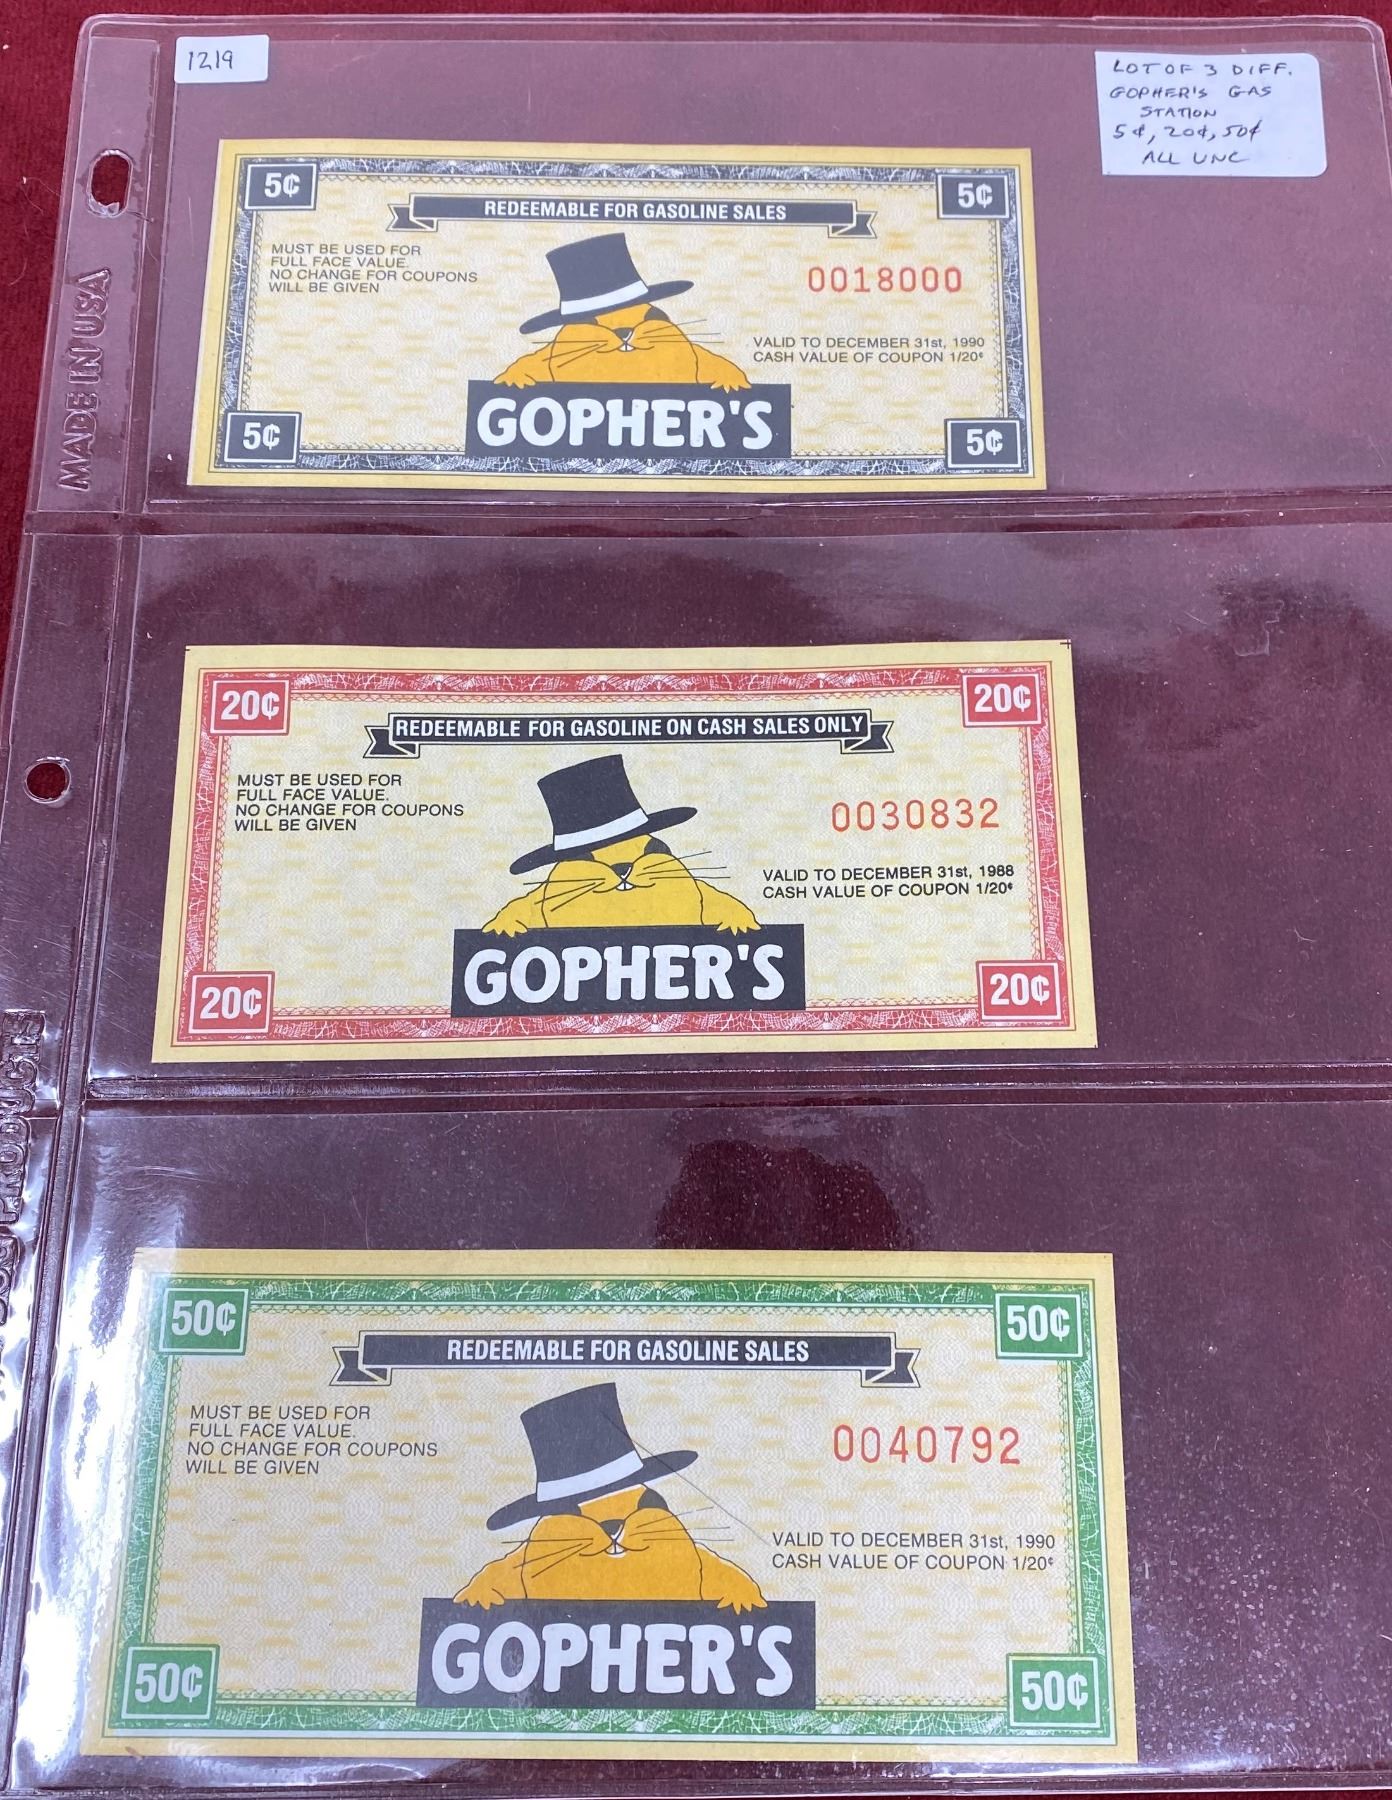 1219
LOT OF 3 DIFF.
GOPHER'S GAS
STATION
5¢, 20¢, 50¢
ALL UNC
MADE IN USA
5¢
5¢
REDEEMABLE FOR GASOLINE SALES
MUST BE USED FOR
FULL FACE VALUE.
NO CHANGE FOR COUPONS
WILL BE GIVEN
0018000
VALID TO DECEMBER 31st, 1990
CASH VALUE OF COUPON 1/20¢
GOPHER'S
5¢
5¢
20¢
20¢
REDEEMABLE FOR GASOLINE ON CASH SALES ONLY
MUST BE USED FOR
FULL FACE VALUE.
NO CHANGE FOR COUPONS
WILL BE GIVEN
0030832
VALID TO DECEMBER 31st, 1988
CASH VALUE OF COUPON 1/20¢
GOPHER'S
20¢
20¢
PRODUCTS
50¢
50¢
REDEEMABLE FOR GASOLINE SALES
MUST BE USED FOR
FULL FACE VALUE.
NO CHANGE FOR COUPONS
WILL BE GIVEN
0040792
VALID TO DECEMBER 31st, 1990
CASH VALUE OF COUPON 1/20¢
GOPHER'S
50¢
50¢